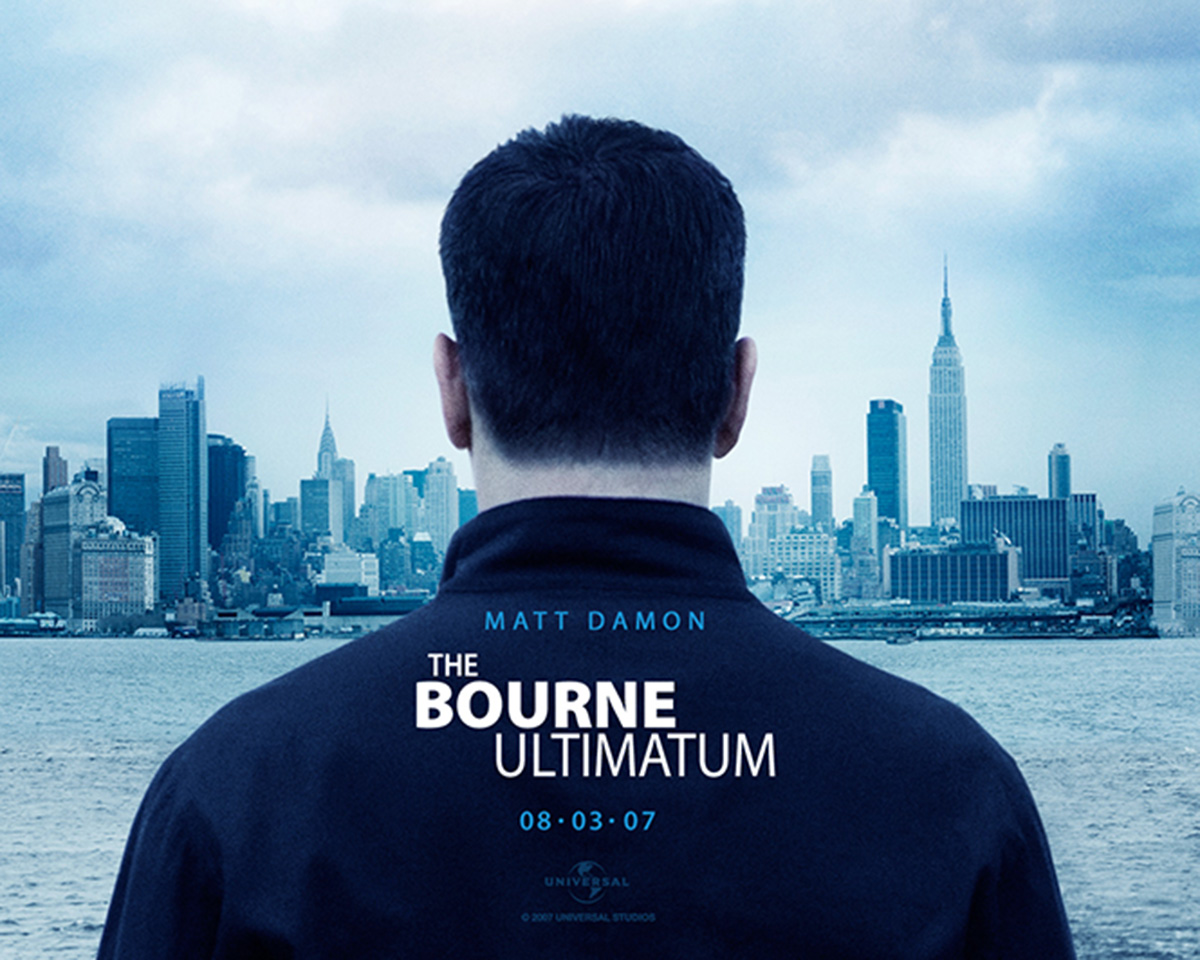 MATT DAMON
THE
BOURNE
ULTIMATUM
08·03·07
UNIVERSAL
© 2007 UNIVERSAL STUDIOS